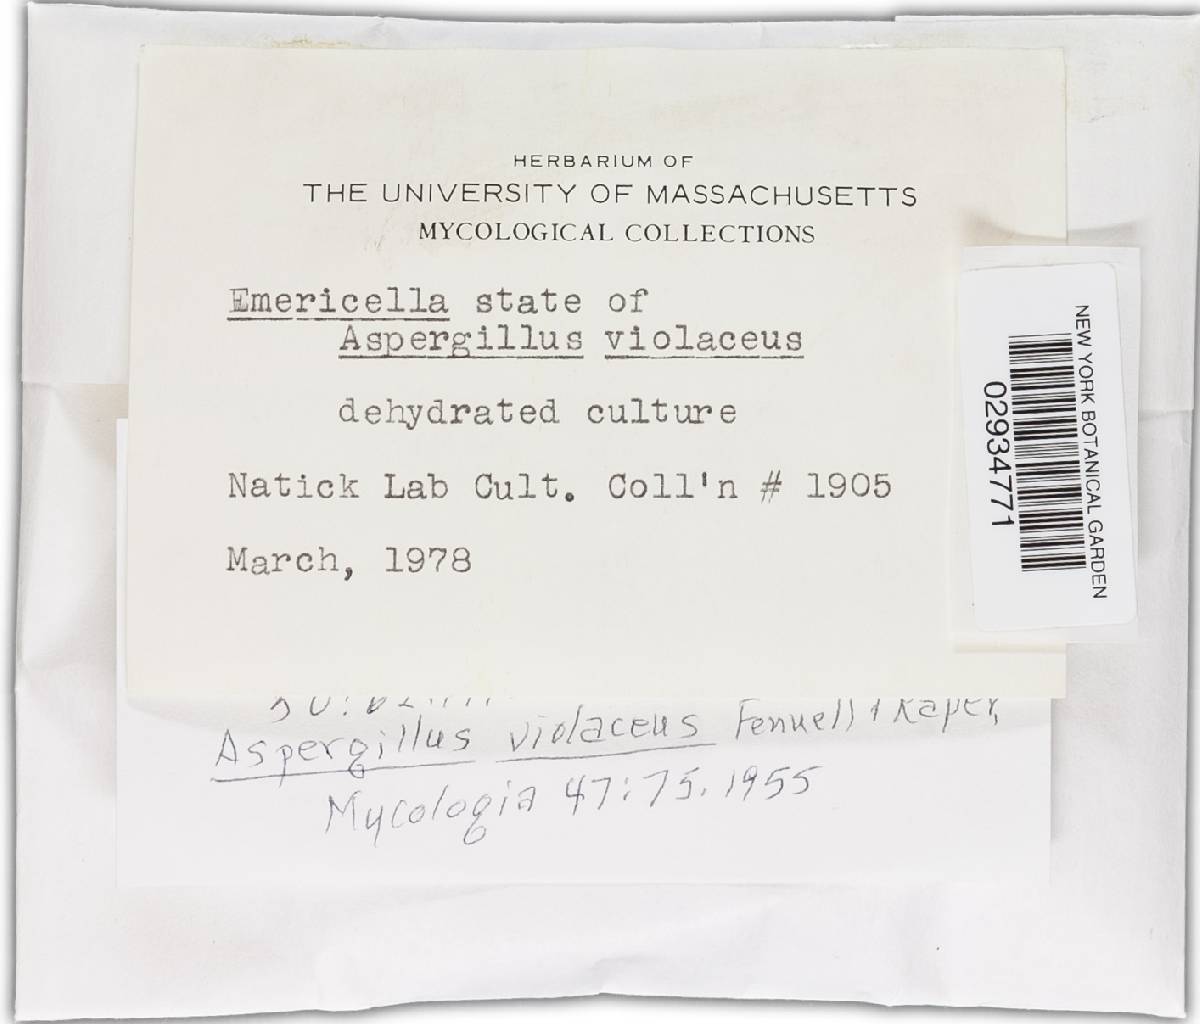 HERBARIUM OF
THE UNIVERSITY OF MASSACHUSETTS
MYCOLOGICAL COLLECTIONS
Emericella state of
Aspergillus violaceus
dehydrated culture
Natick Lab Cult. Coll'n # 1905
March, 1978
NEW YORK BOTANICAL GARDEN
02934771
Aspergillus violaceus Fennell & Raper,
Mycologia 47:75. 1955